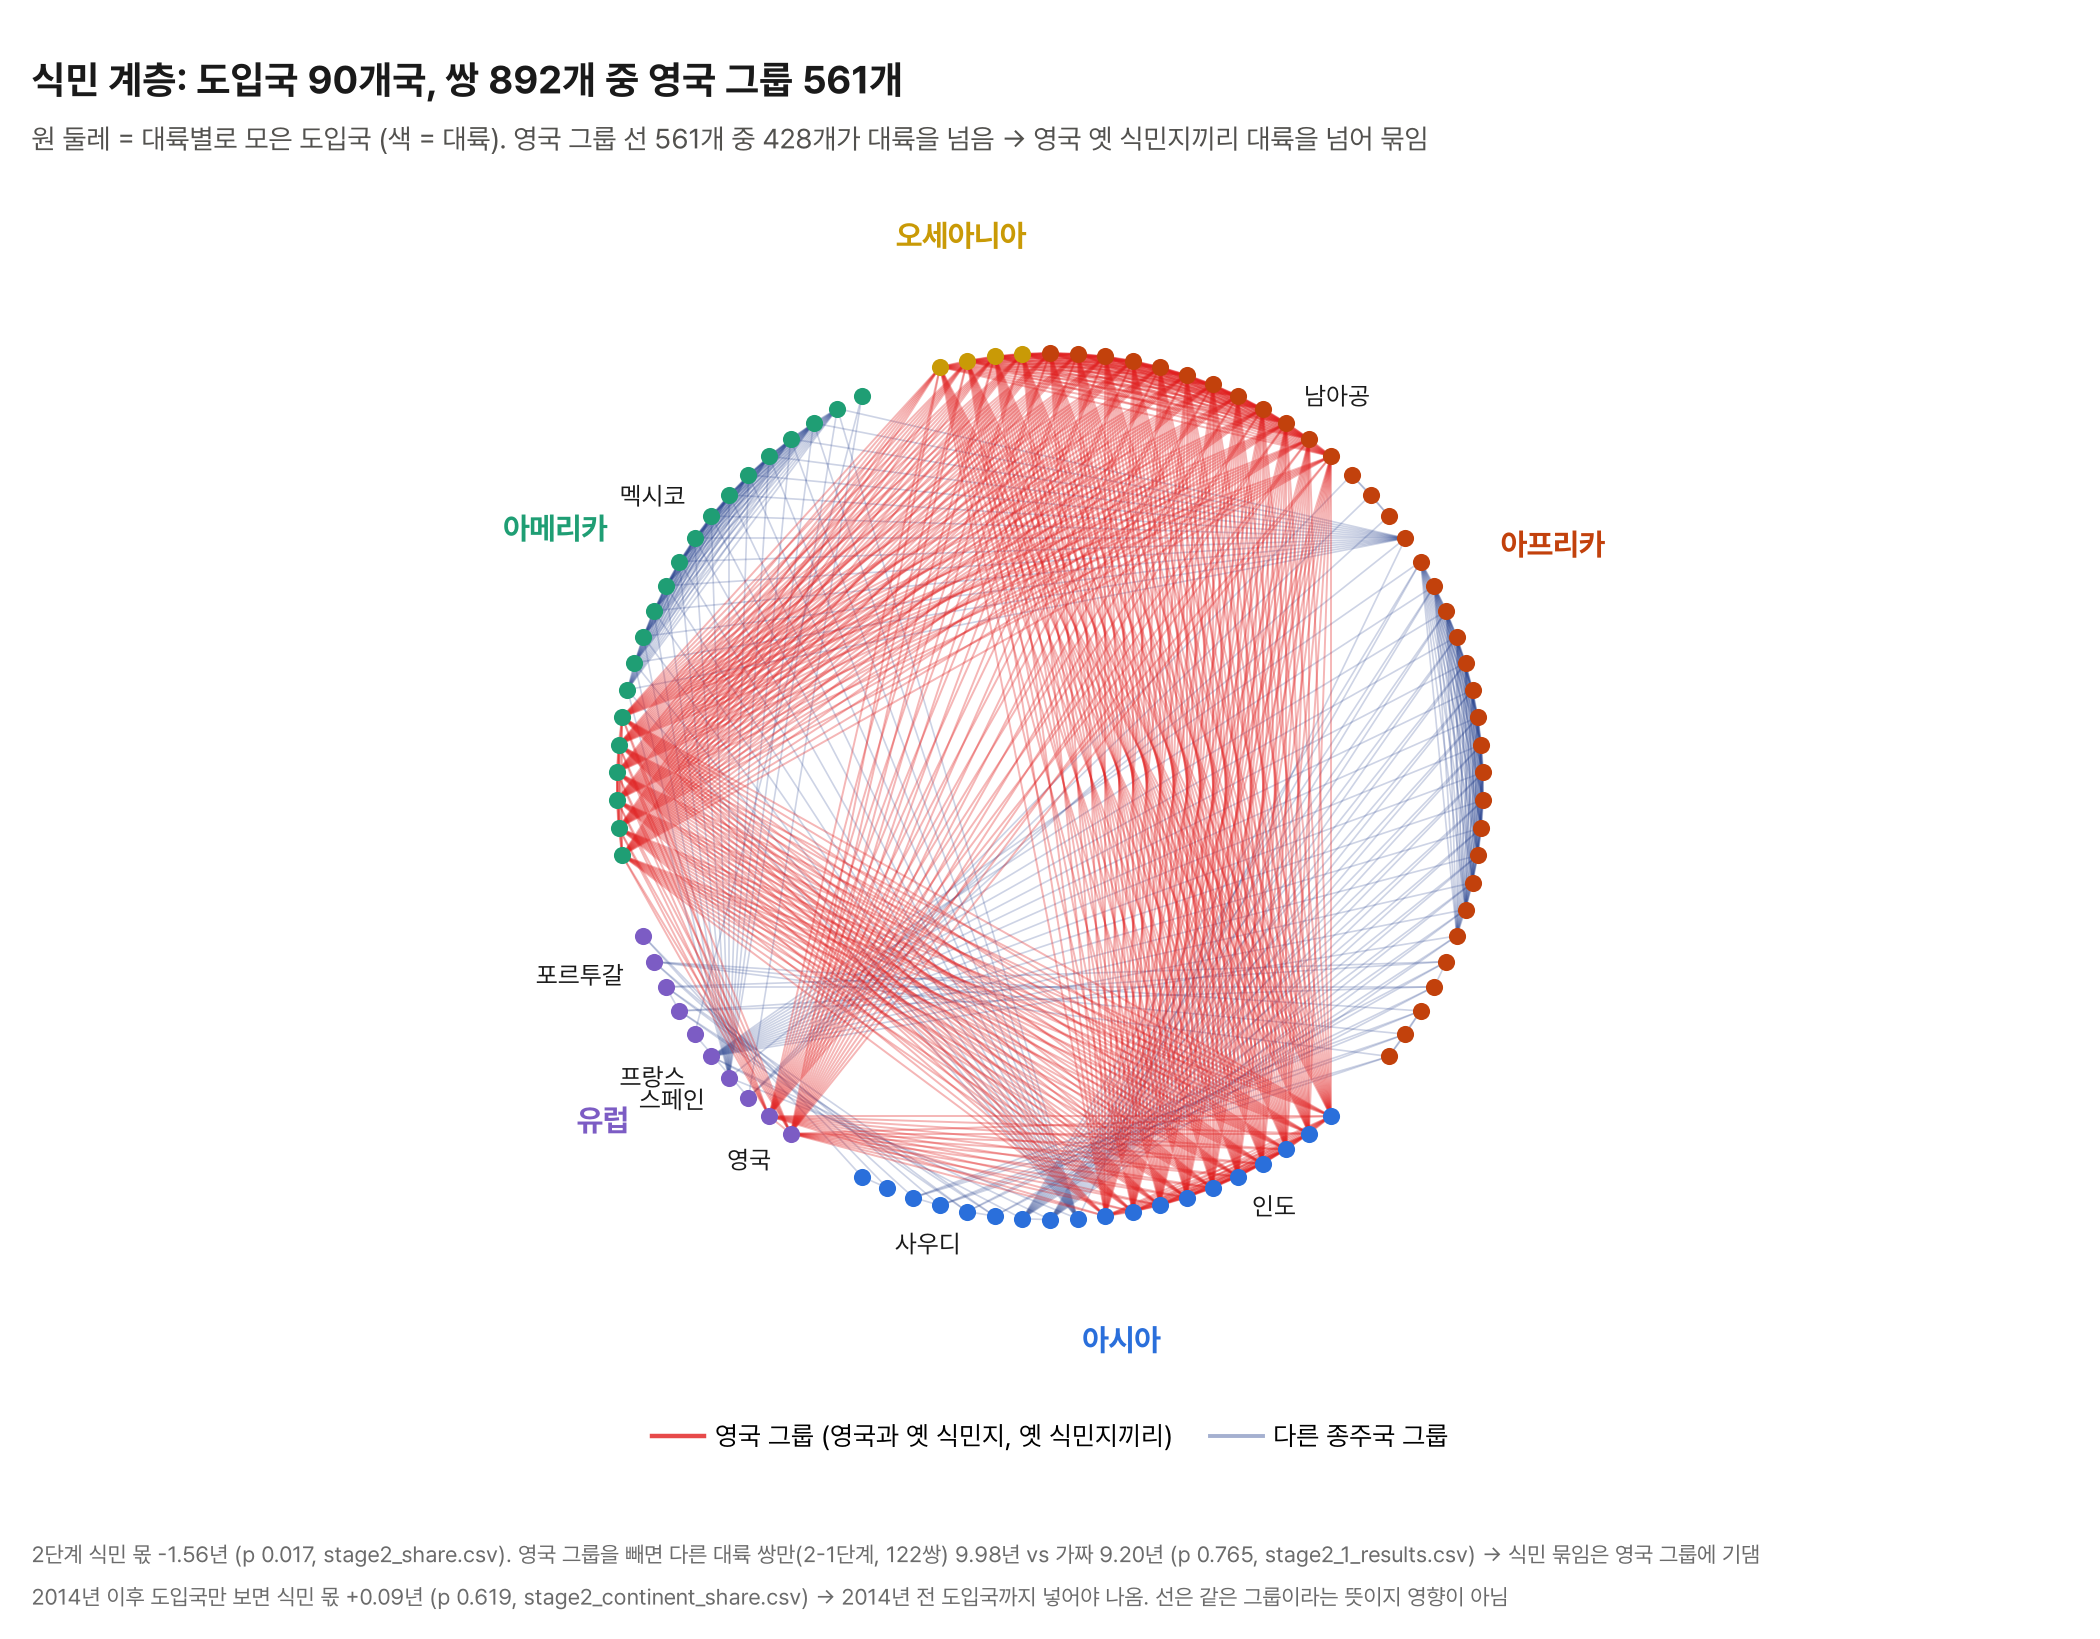 식민 계층: 도입국 90개국, 쌍 892개 중 영국 그룹 561개
원 둘레 = 대륙별로 모은 도입국 (색 = 대륙). 영국 그룹 선 561개 중 428개가 대륙을 넘음 → 영국 옛 식민지끼리 대륙을 넘어 묶임
오세아니아
남아공
멕시코
아메리카
아프리카
포르투갈
프랑스
스페인
유럽
영국
인도
사우디
아시아
영국 그룹 (영국과 옛 식민지, 옛 식민지끼리)
다른 종주국 그룹
2단계 식민 몫 -1.56년 (p 0.017, stage2_share.csv). 영국 그룹을 빼면 다른 대륙 쌍만(2-1단계, 122쌍) 9.98년 vs 가짜 9.20년 (p 0.765, stage2_1_results.csv) → 식민 묶임은 영국 그룹에 기댐
2014년 이후 도입국만 보면 식민 몫 +0.09년 (p 0.619, stage2_continent_share.csv) → 2014년 전 도입국까지 넣어야 나옴. 선은 같은 그룹이라는 뜻이지 영향이 아님